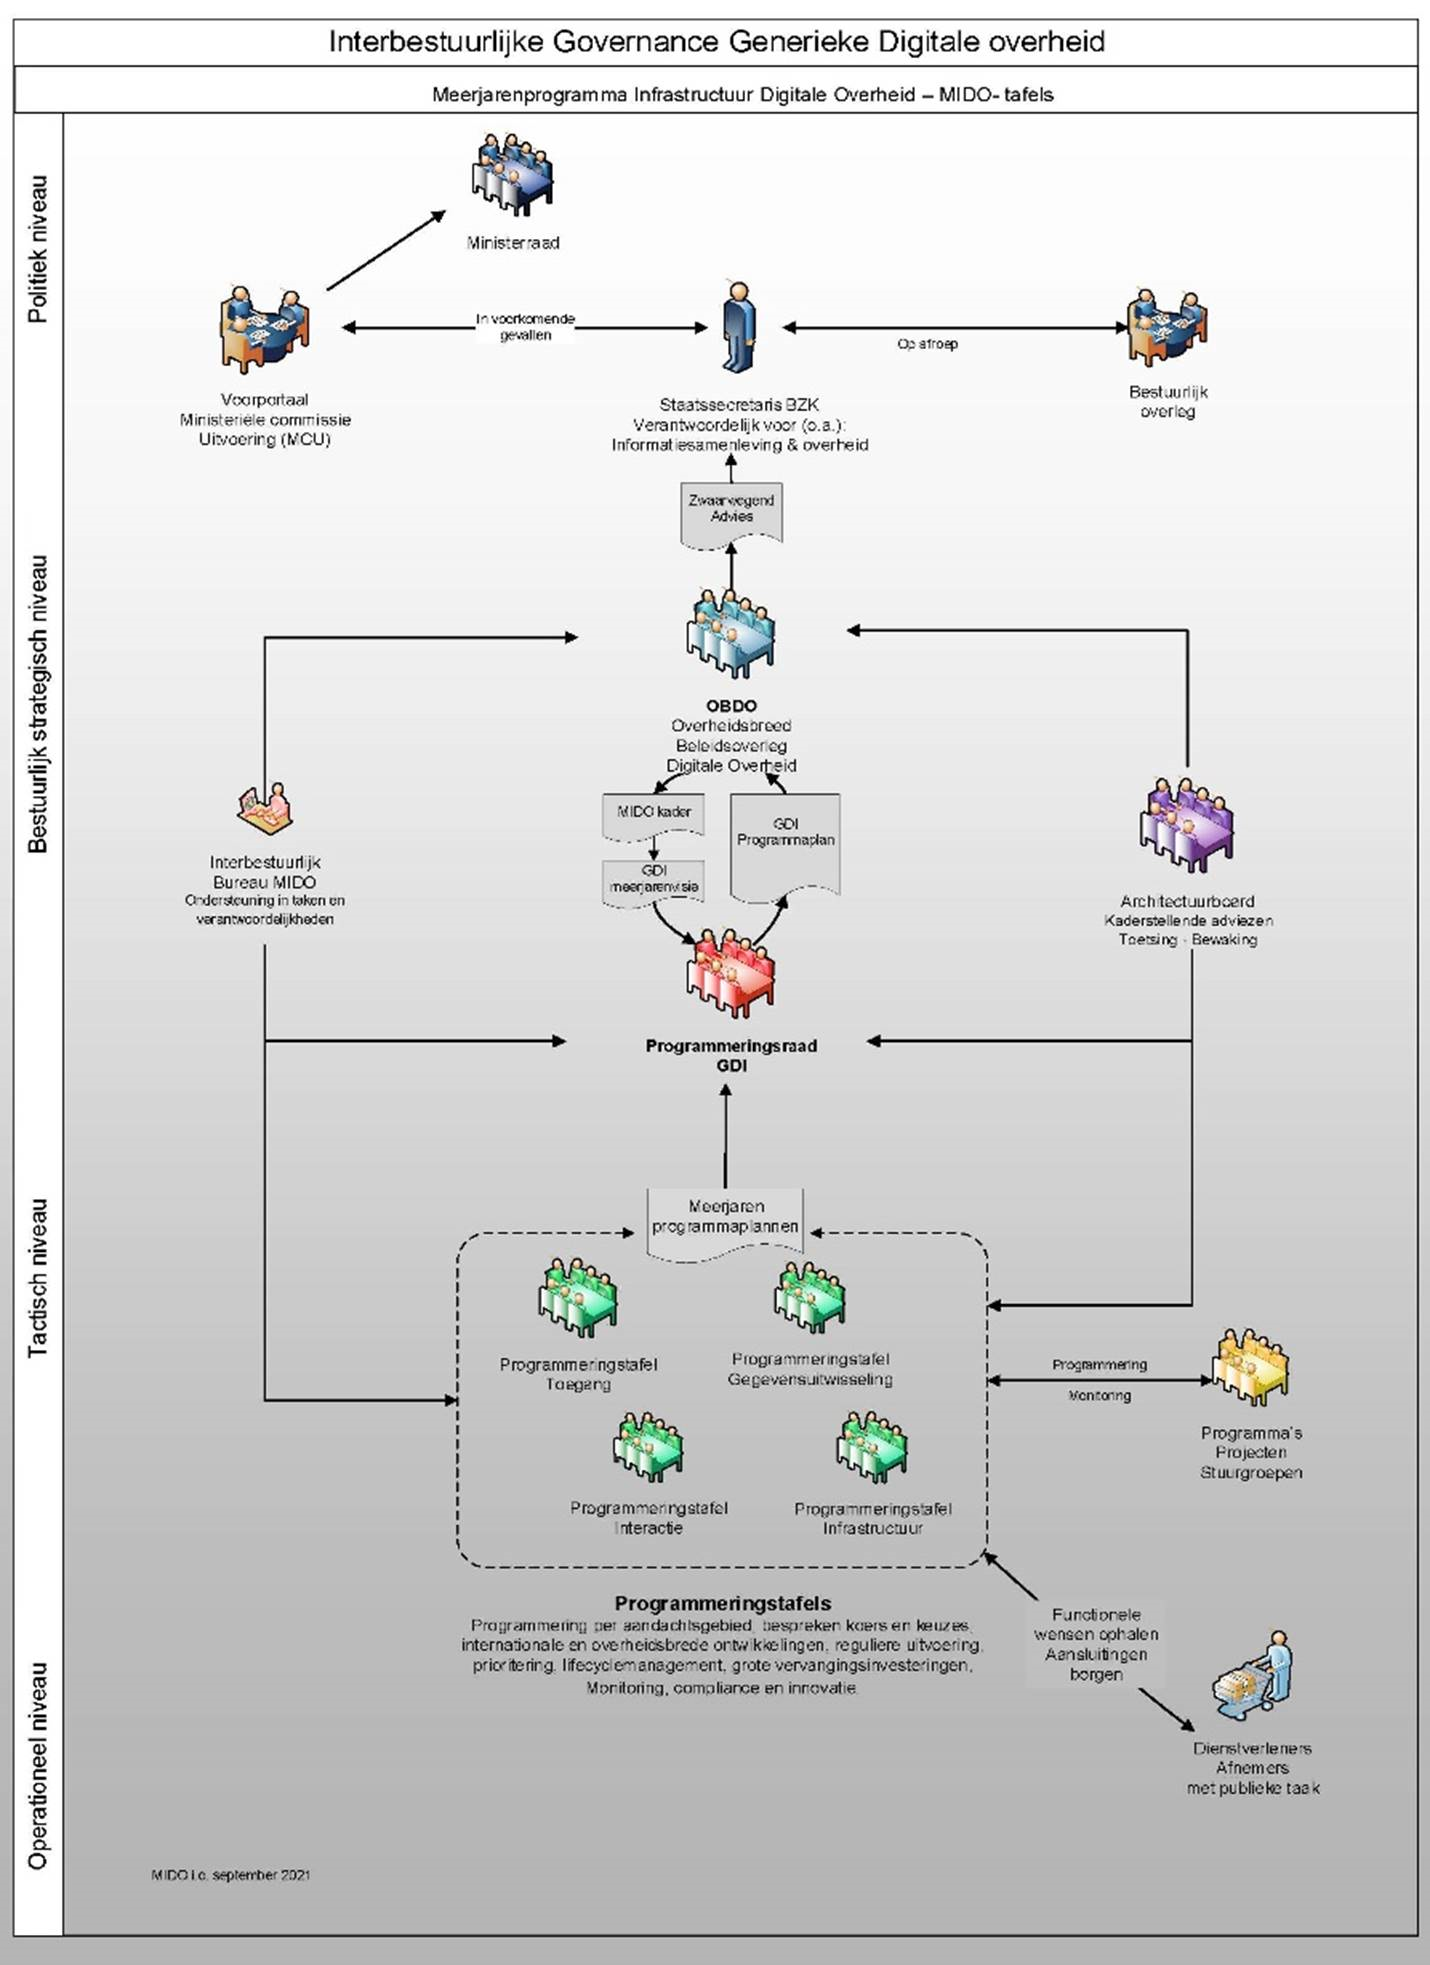 Interbestuurlijke Governance Generieke Digitale overheid
Meerjarenprogramma Infrastructuur Digitale Overheid – MIDO- tafels
Politiek niveau
Ministerraad
Voorportaal
Ministeriële commissie
Uitvoering (MCU)
In voorkomende
gevallen
Staatssecretaris BZK
Verantwoordelijk voor (o.a.):
Informatiesamenleving & overheid
Op afroep
Bestuurlijk
overleg
Zwaarwegend
Advies
Bestuurlijk strategisch niveau
OBDO
Overheidsbreed
Beleidsoverleg
Digitale Overheid
MIDO kader
GDI
meerjarenvisie
GDI
Programmaplan
Interbestuurlijk
Bureau MIDO
Ondersteuning in taken en
verantwoordelijkheden
Architectuurboard
Kaderstellende adviezen
Toetsing - Bewaking
Programmeringsraad
GDI
Tactisch niveau
Meerjaren
programmaplannen
Programmeringstafel
Toegang
Programmeringstafel
Gegevensuitwisseling
Programmeringstafel
Interactie
Programmeringstafel
Infrastructuur
Programmering
Monitoring
Programma's
Projecten
Stuurgroepen
Programmeringstafels
Programmering per aandachtsgebied, bespreken koers en keuzes,
internationale en overheidsbrede ontwikkelingen, reguliere uitvoering,
prioritering, lifecyclemanagement, grote vervangingsinvesteringen,
Monitoring, compliance en innovatie.
Functionele
wensen ophalen
Aansluitingen
borgen
Operationeel niveau
Dienstverleners
Afnemers
met publieke taak
MIDO i.o. september 2021